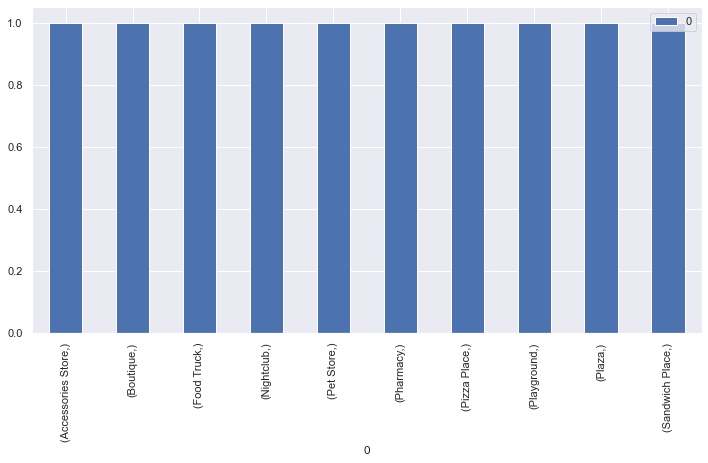 0
1.0
0.8
0.6
0.4
0.2
0.0
(Accessories Store,)
(Boutique,)
(Food Truck,)
(Nightclub,)
(Pet Store,)
(Pharmacy,)
(Pizza Place,)
(Playground,)
(Plaza,)
(Sandwich Place,)
0